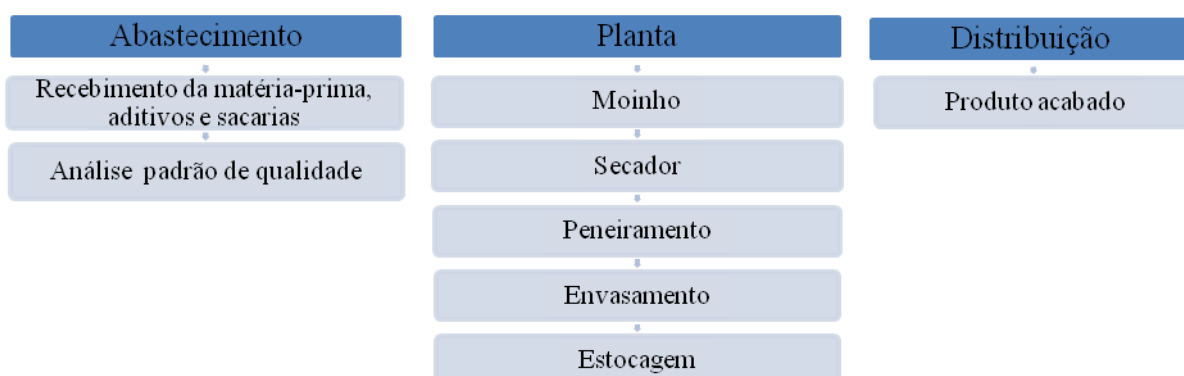 Abastecimento
Recebimento da matéria-prima,
aditivos e sacarias
Análise padrão de qualidade
Planta
Moinho
Secador
Peneiramento
Envasamento
Estocagem
Distribuição
Produto acabado